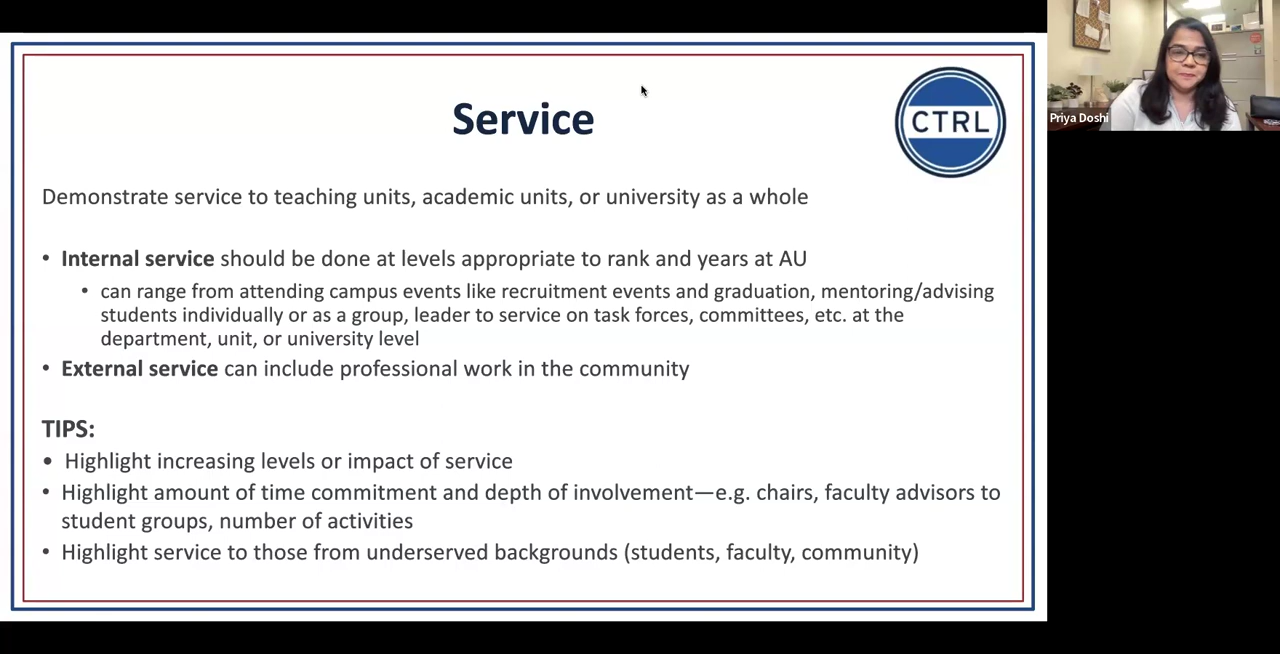 Service
CTRL
Priya Doshi
Demonstrate service to teaching units, academic units, or university as a whole
• Internal service should be done at levels appropriate to rank and years at AU
• can range from attending campus events like recruitment events and graduation, mentoring/advising
students individually or as a group, leader to service on task forces, committees, etc. at the
department, unit, or university level
• External service can include professional work in the community
TIPS:
• Highlight increasing levels or impact of service
• Highlight amount of time commitment and depth of involvement—e.g. chairs, faculty advisors to
student groups, number of activities
• Highlight service to those from underserved backgrounds (students, faculty, community)